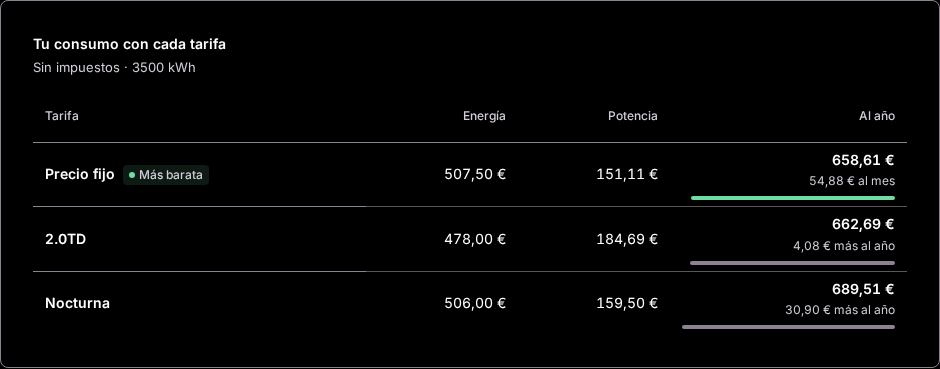 Tu consumo con cada tarifa
Sin impuestos · 3500 kWh
Tarifa Energía Potencia Al año
Precio fijo Más barata 507,50 € 151,11 € 658,61 €
54,88 € al mes
2.0TD 478,00 € 184,69 € 662,69 €
4,08 € más al año
Nocturna 506,00 € 159,50 € 689,51 €
30,90 € más al año